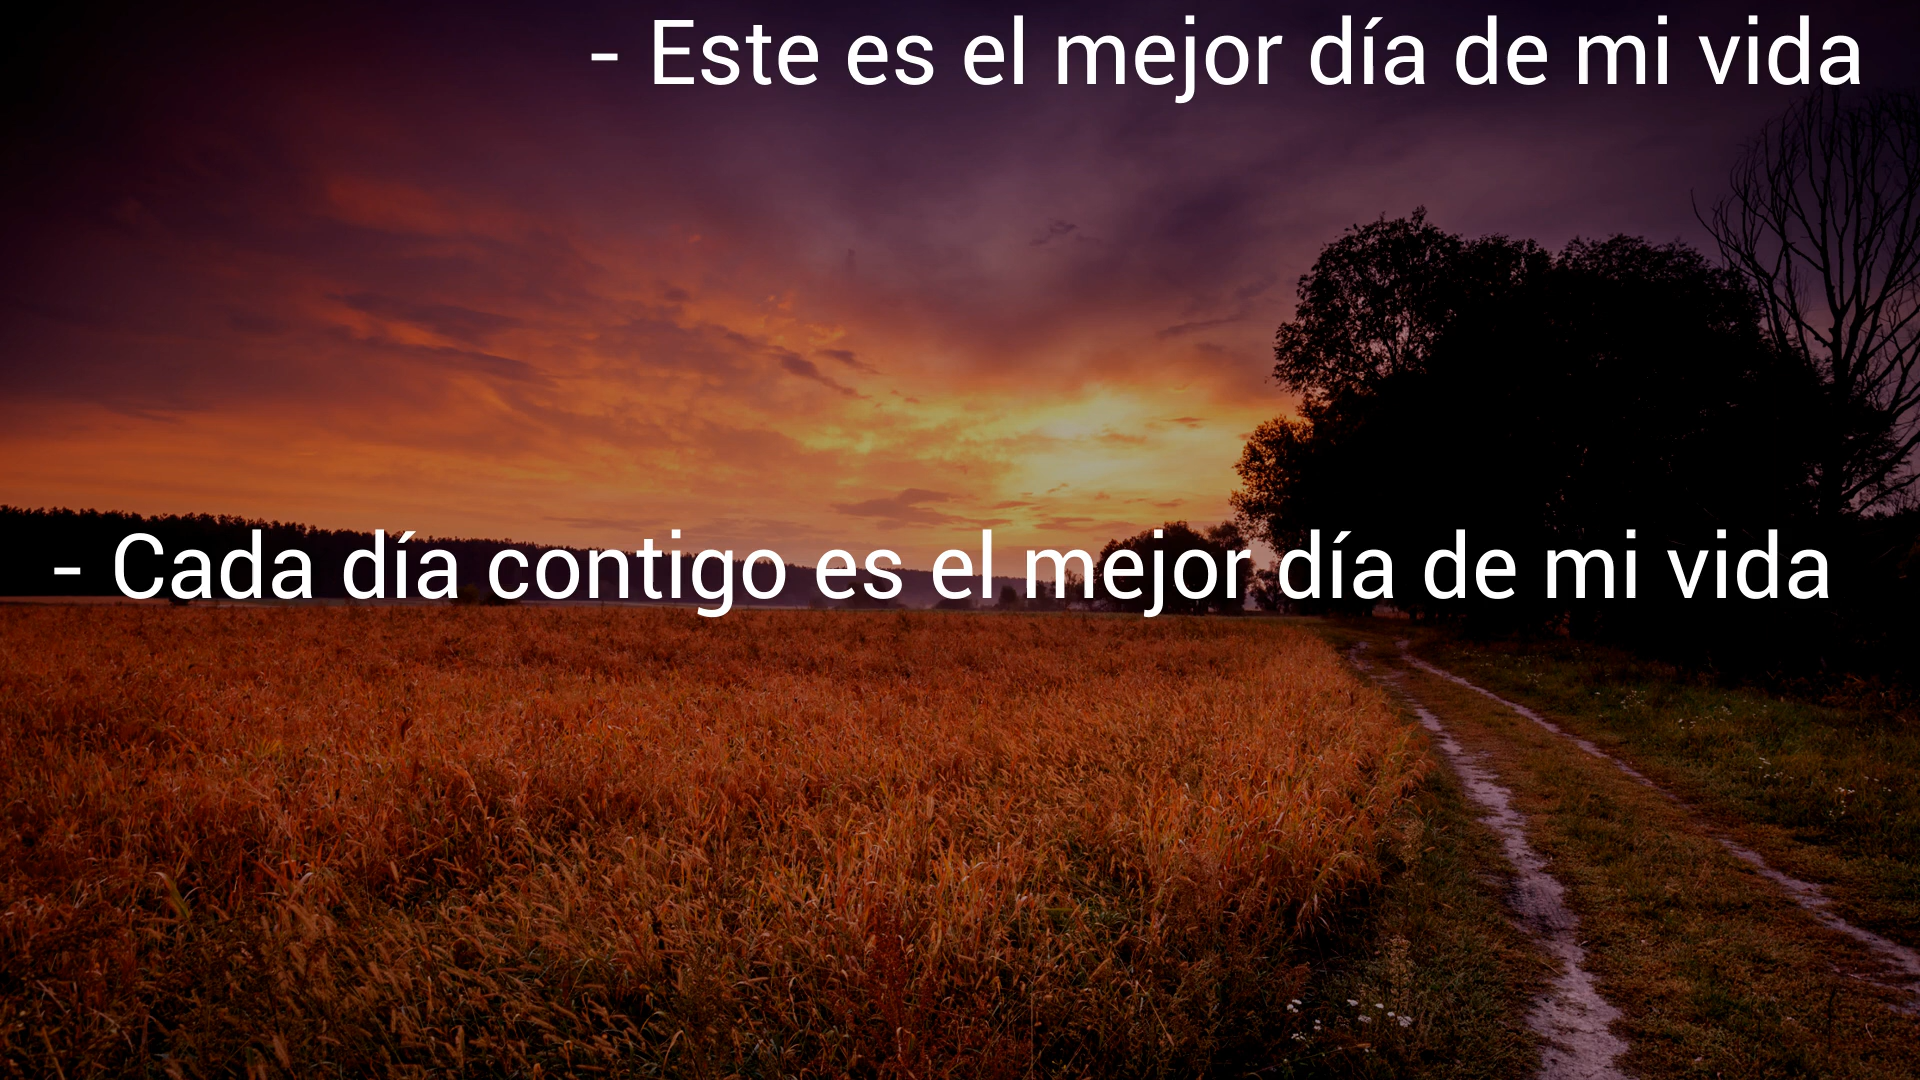 - Este es el mejor día de mi vida
- Cada día contigo es el mejor día de mi vida